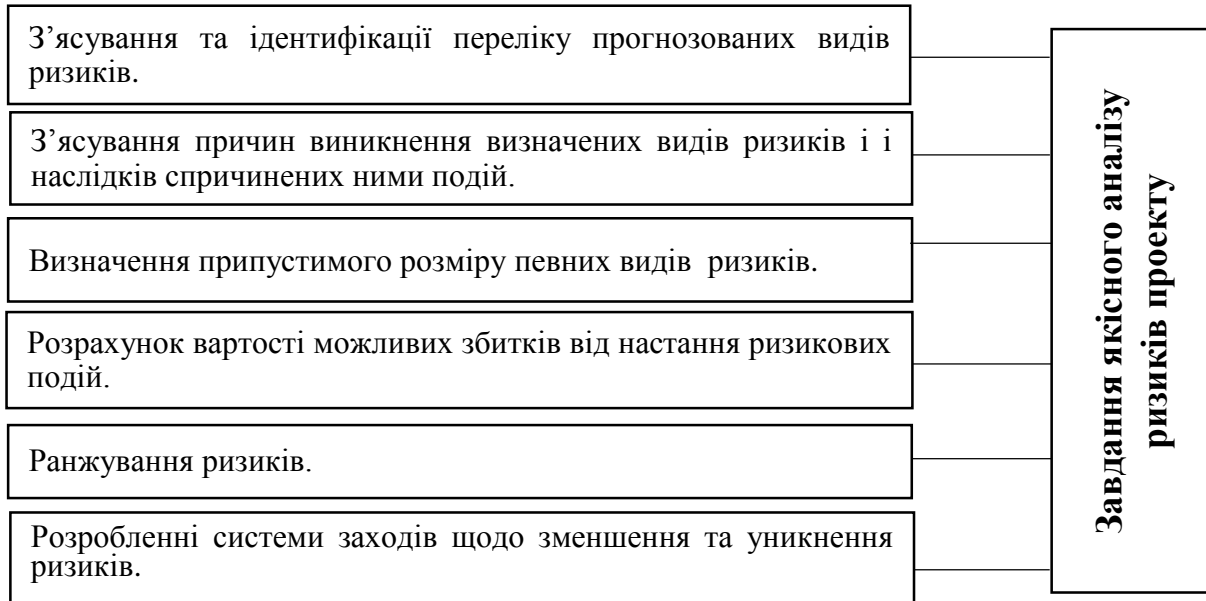 З’ясування та ідентифікації переліку прогнозованих видів
ризиків.
З’ясування причин виникнення визначених видів ризиків і і
наслідків спричинених ними подій.
Визначення припустимого розміру певних видів ризиків.
Розрахунок вартості можливих збитків від настання ризикових
подій.
Ранжування ризиків.
Розробленні системи заходів щодо зменшення та уникнення
ризиків.
Завдання якісного аналізу
ризиків проекту